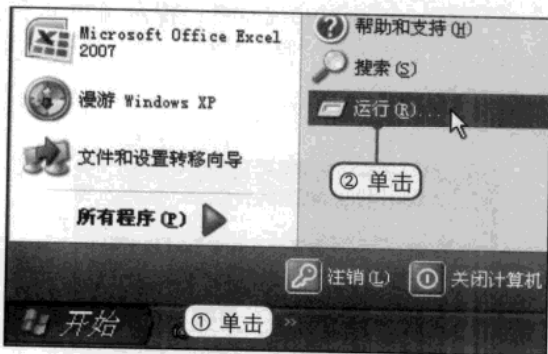 Microsoft Office Excel
2007
漫游 Windows XP
文件和设置转移向导
所有程序(P)
帮助和支持(H)
搜索(S)
运行(R)...
② 单击
注销(L)
关闭计算机
开始
① 单击